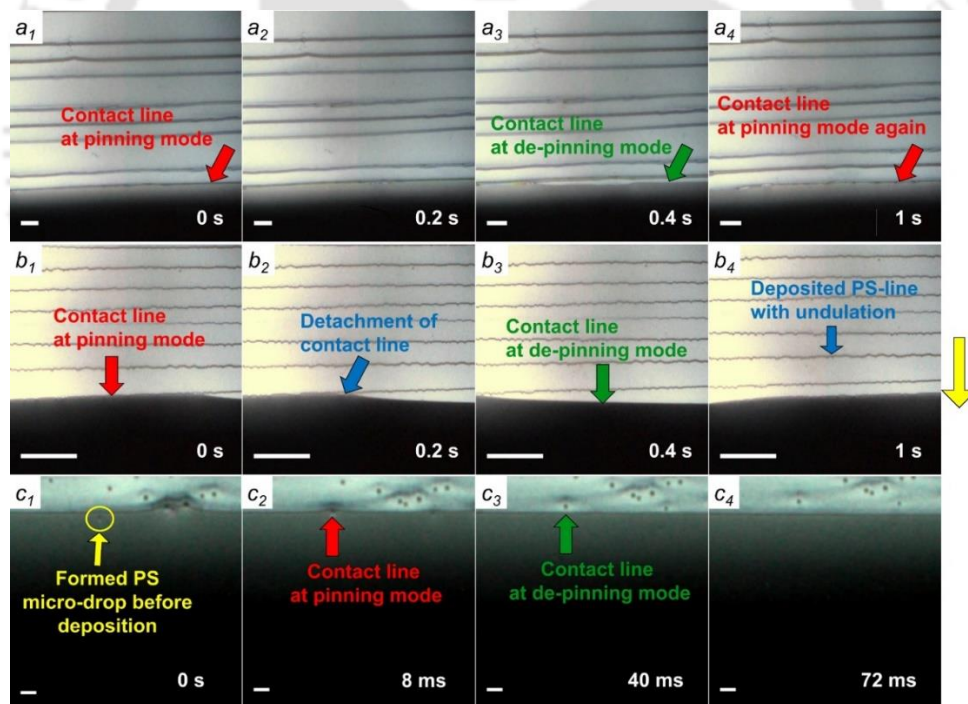 a1
Contact line
at pinning mode
0 s
a2
0.2 s
a3
Contact line
at de-pinning mode
0.4 s
a4
Contact line
at pinning mode again
1 s
b1
Contact line
at pinning mode
0 s
b2
Detachment of
contact line
0.2 s
b3
Contact line
at de-pinning mode
0.4 s
b4
Deposited PS-line
with undulation
1 s
c1
Formed PS
micro-drop before
deposition
0 s
c2
Contact line
at pinning mode
8 ms
c3
Contact line
at de-pinning mode
40 ms
c4
72 ms